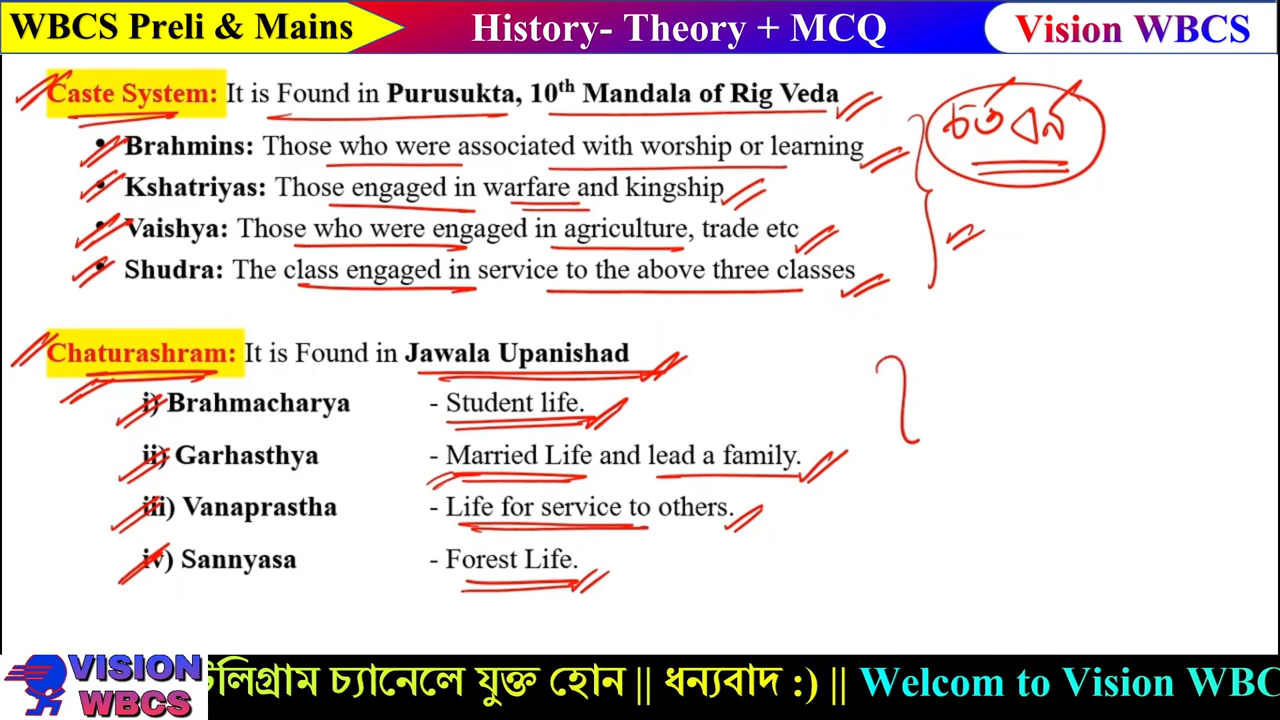 WBCS Preli & Mains
History- Theory + MCQ
Vision WBCS
Caste System: It is Found in Purusukta, 10th Mandala of Rig Veda
• Brahmins: Those who were associated with worship or learning
• Kshatriyas: Those engaged in warfare and kingship
• Vaishya: Those who were engaged in agriculture, trade etc
• Shudra: The class engaged in service to the above three classes
Chaturashram: It is Found in Jawala Upanishad
i) Brahmacharya - Student life.
ii) Garhasthya - Married Life and lead a family.
iii) Vanaprastha - Life for service to others.
iv) Sannyasa - Forest Life.
VISION
WBCS
চ্যানেলে যুক্ত হোন || ধন্যবাদ :) || Welcom to Vision WBC